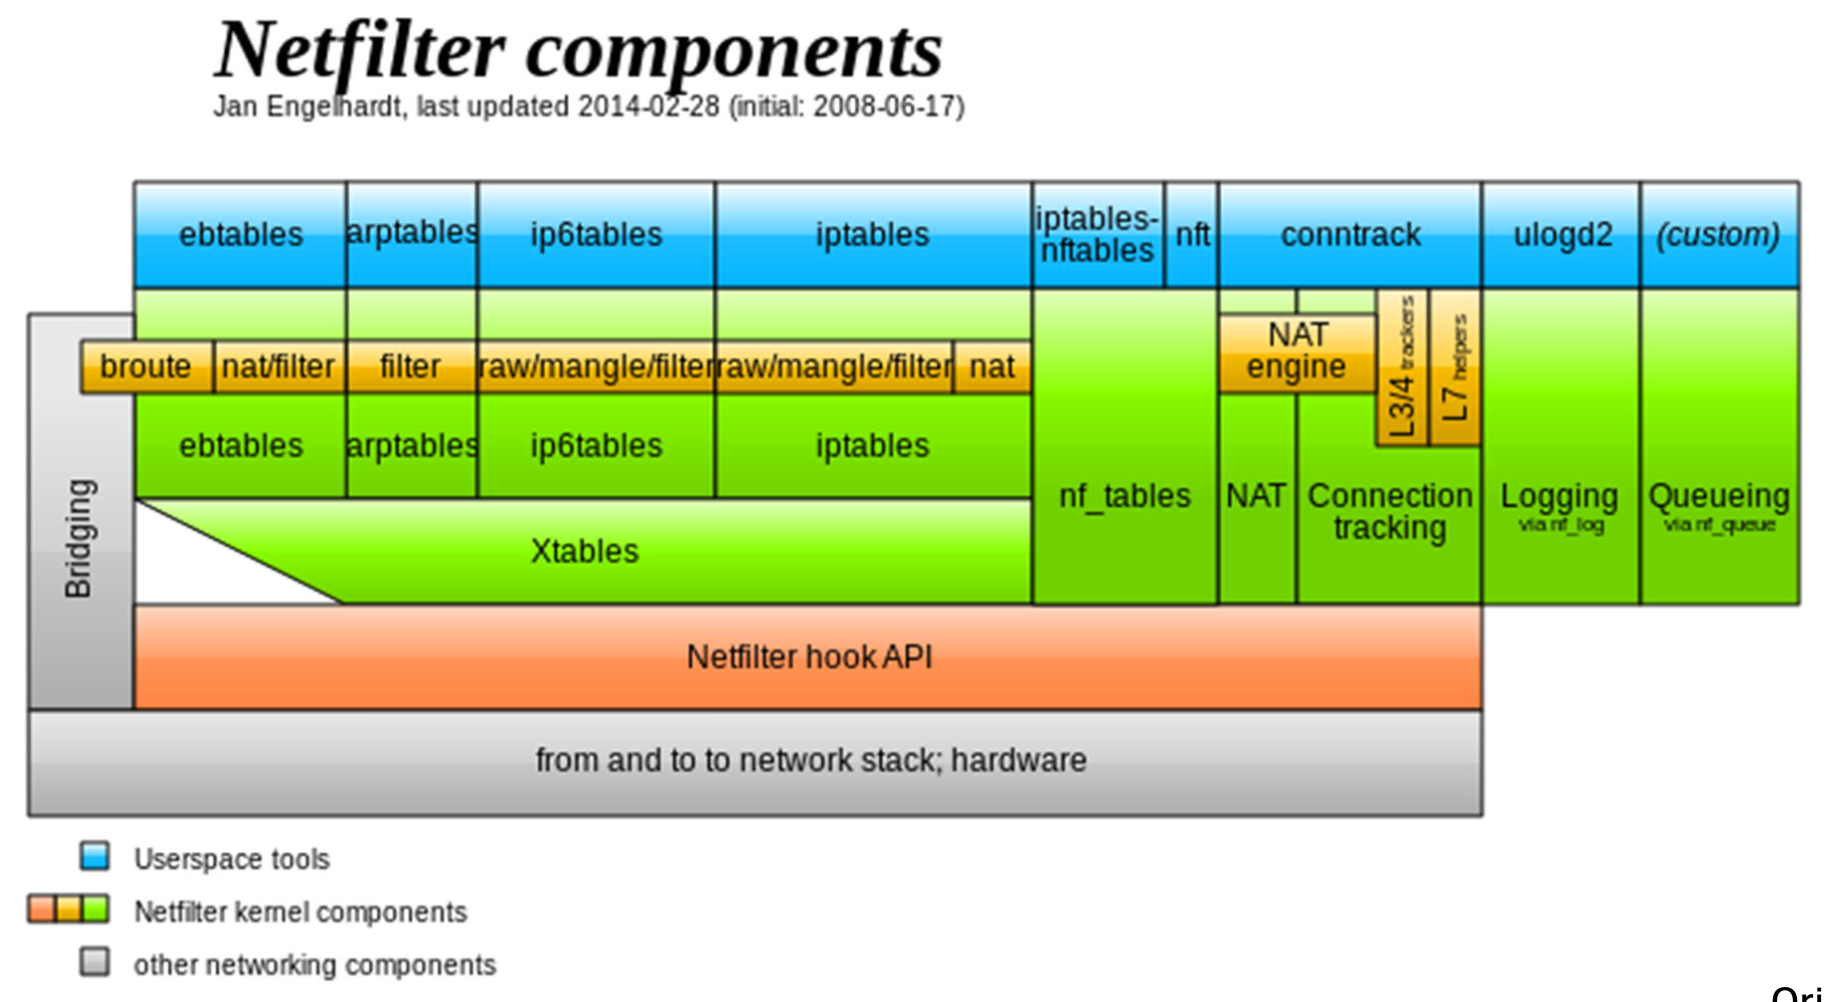 Netfilter components
Jan Engelhardt, last updated 2014-02-28 (initial: 2008-06-17)
ebtables
arptables
ip6tables
iptables
iptables-
nftables
nft
conntrack
ulogd2
(custom)
broute
nat/filter
filter
raw/mangle/filter
raw/mangle/filter
nat
NAT
engine
L3/4 trackers
L7 helpers
ebtables
arptables
ip6tables
iptables
nf_tables
NAT
Connection
tracking
Logging
via nf_log
Queueing
via nf_queue
Bridging
Xtables
Netfilter hook API
from and to to network stack; hardware
Userspace tools
Netfilter kernel components
other networking components